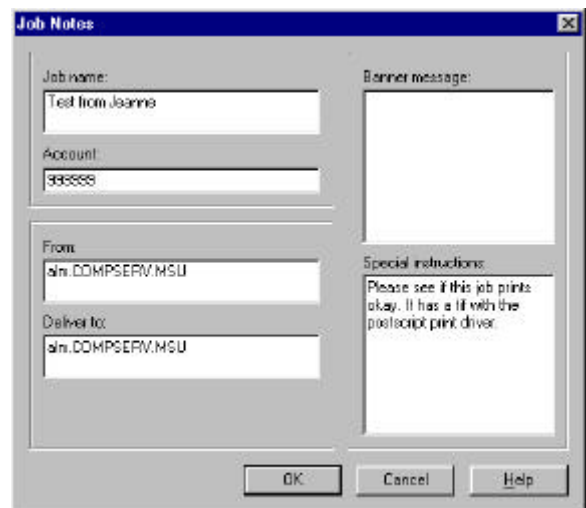 Job Notes
Job name:
Test from Jeanne
Account:
999999
From:
alm.COMPSERV.MSU
Deliver to:
alm.COMPSERV.MSU
Banner message:
Special instructions:
Please see if this job prints
okay. It has a tif with the
postscript print driver.
OK
Cancel
Help